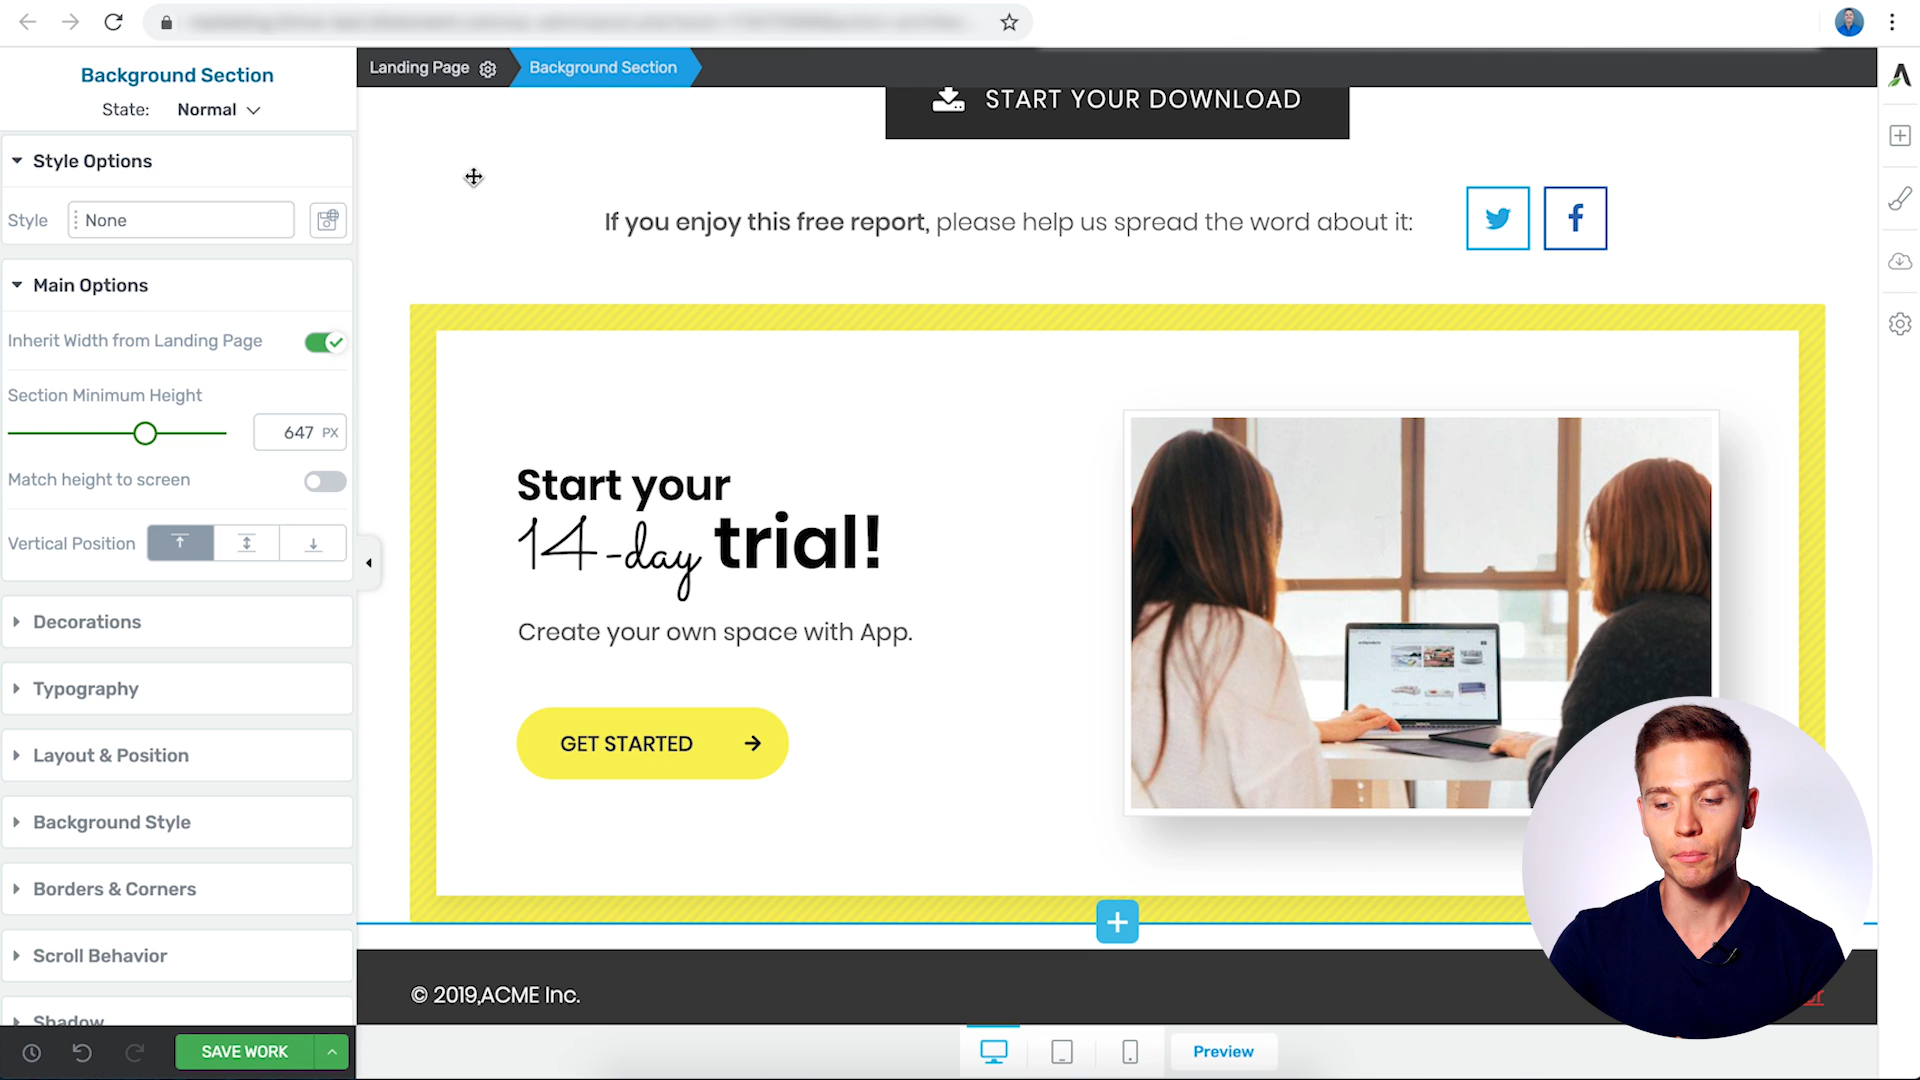 Background Section
State: Normal
Style Options
Style None
Main Options
Inherit Width from Landing Page
Section Minimum Height
647 PX
Match height to screen
Vertical Position
Decorations
Typography
Layout & Position
Background Style
Borders & Corners
Scroll Behavior
Shadow
SAVE WORK
Landing Page Background Section
START YOUR DOWNLOAD
If you enjoy this free report, please help us spread the word about it:
Start your
14-day trial!
Create your own space with App.
GET STARTED
© 2019,ACME Inc.
Preview